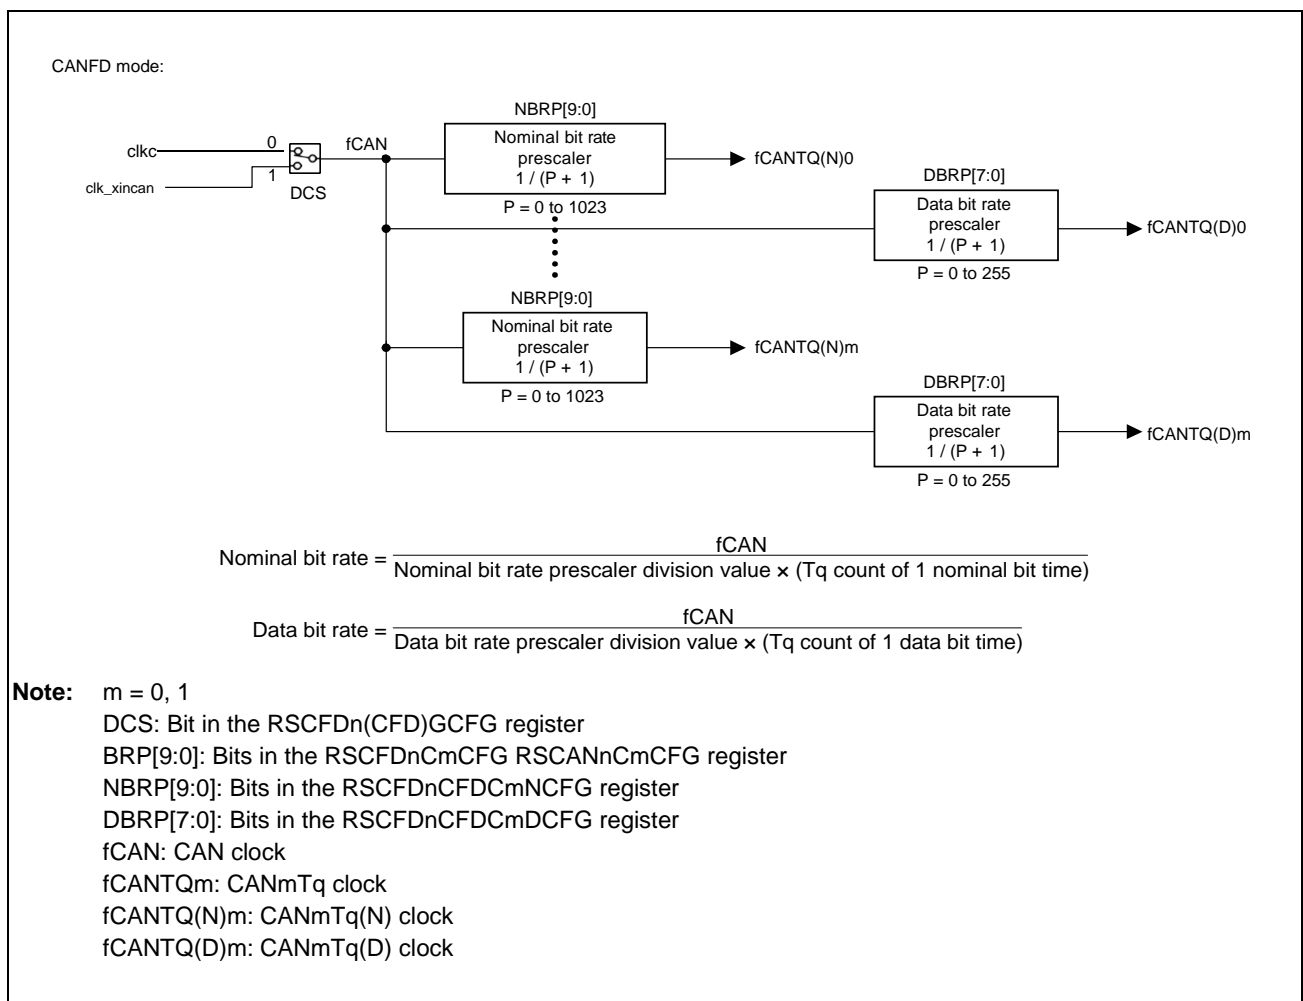 CANFD mode:
NBRP[9:0]
Nominal bit rate
prescaler
1 / (P + 1)
P = 0 to 1023
clkc
0
fCAN
fCANTQ(N)0
clk_xincan
1
DCS
DBRP[7:0]
Data bit rate
prescaler
1 / (P + 1)
P = 0 to 255
fCANTQ(D)0
NBRP[9:0]
Nominal bit rate
prescaler
1 / (P + 1)
P = 0 to 1023
fCANTQ(N)m
DBRP[7:0]
Data bit rate
prescaler
1 / (P + 1)
P = 0 to 255
fCANTQ(D)m
fCAN
Nominal bit rate =
Nominal bit rate prescaler division value × (Tq count of 1 nominal bit time)
fCAN
Data bit rate =
Data bit rate prescaler division value × (Tq count of 1 data bit time)
Note: m = 0, 1
DCS: Bit in the RSCFDn(CFD)GCFG register
BRP[9:0]: Bits in the RSCFDnCmCFG RSCANnCmCFG register
NBRP[9:0]: Bits in the RSCFDnCFDCmNCFG register
DBRP[7:0]: Bits in the RSCFDnCFDCmDCFG register
fCAN: CAN clock
fCANTQm: CANmTq clock
fCANTQ(N)m: CANmTq(N) clock
fCANTQ(D)m: CANmTq(D) clock